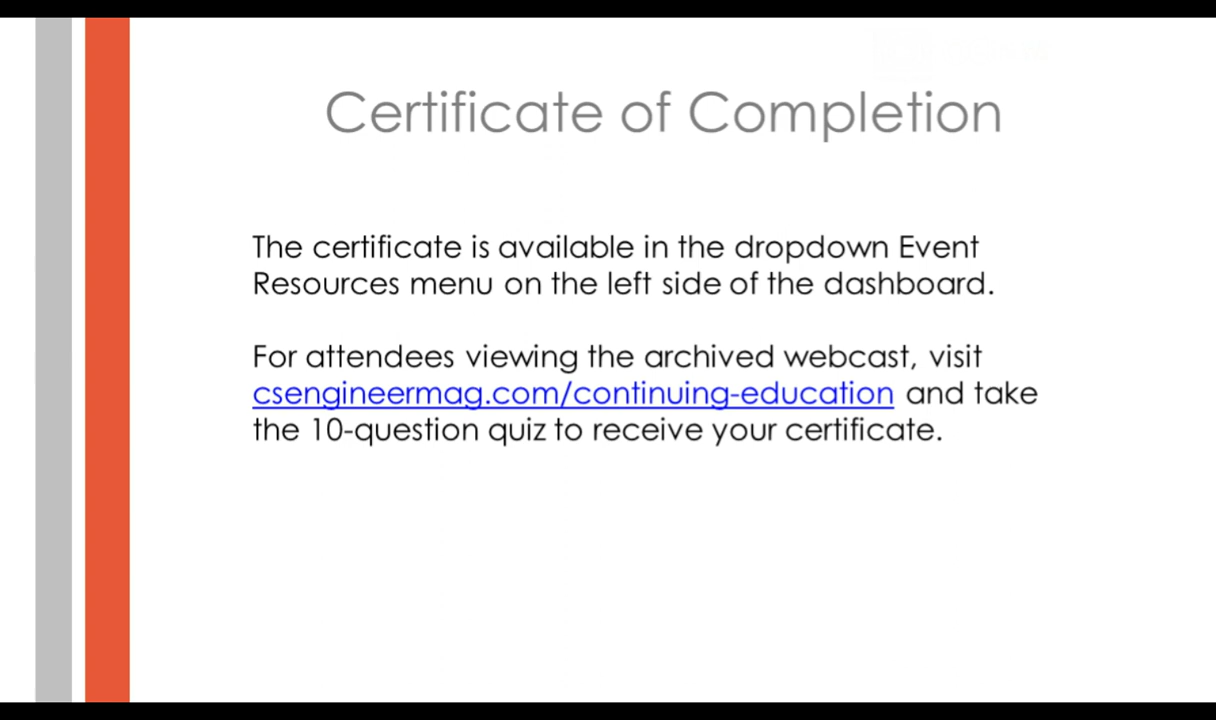 Certificate of Completion
The certificate is available in the dropdown Event
Resources menu on the left side of the dashboard.
For attendees viewing the archived webcast, visit
csengineermag.com/continuing-education and take
the 10-question quiz to receive your certificate.